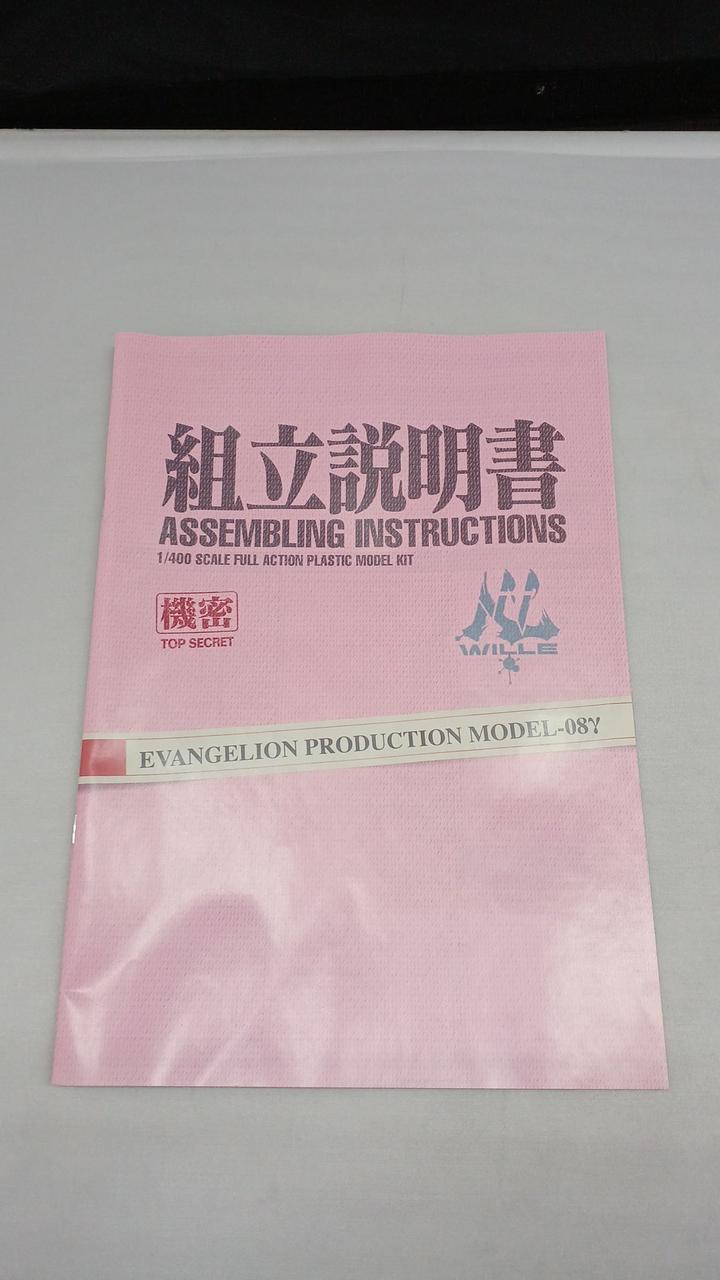 組立説明書
ASSEMBLING INSTRUCTIONS
1/400 SCALE FULL ACTION PLASTIC MODEL KIT
機密
TOP SECRET
WILLE
EVANGELION PRODUCTION MODEL-08γ